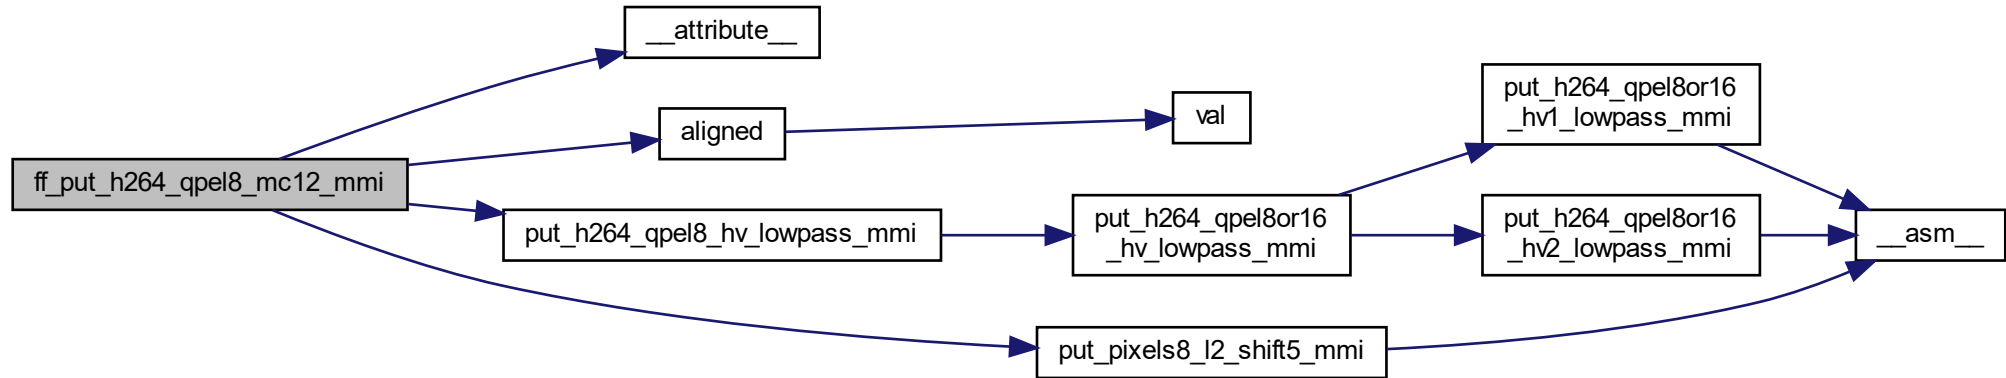 ff_put_h264_qpel8_mc12_mmi
__attribute__
aligned
val
put_h264_qpel8_hv_lowpass_mmi
put_h264_qpel8or16
_hv_lowpass_mmi
put_h264_qpel8or16
_hv1_lowpass_mmi
put_h264_qpel8or16
_hv2_lowpass_mmi
__asm__
put_pixels8_l2_shift5_mmi